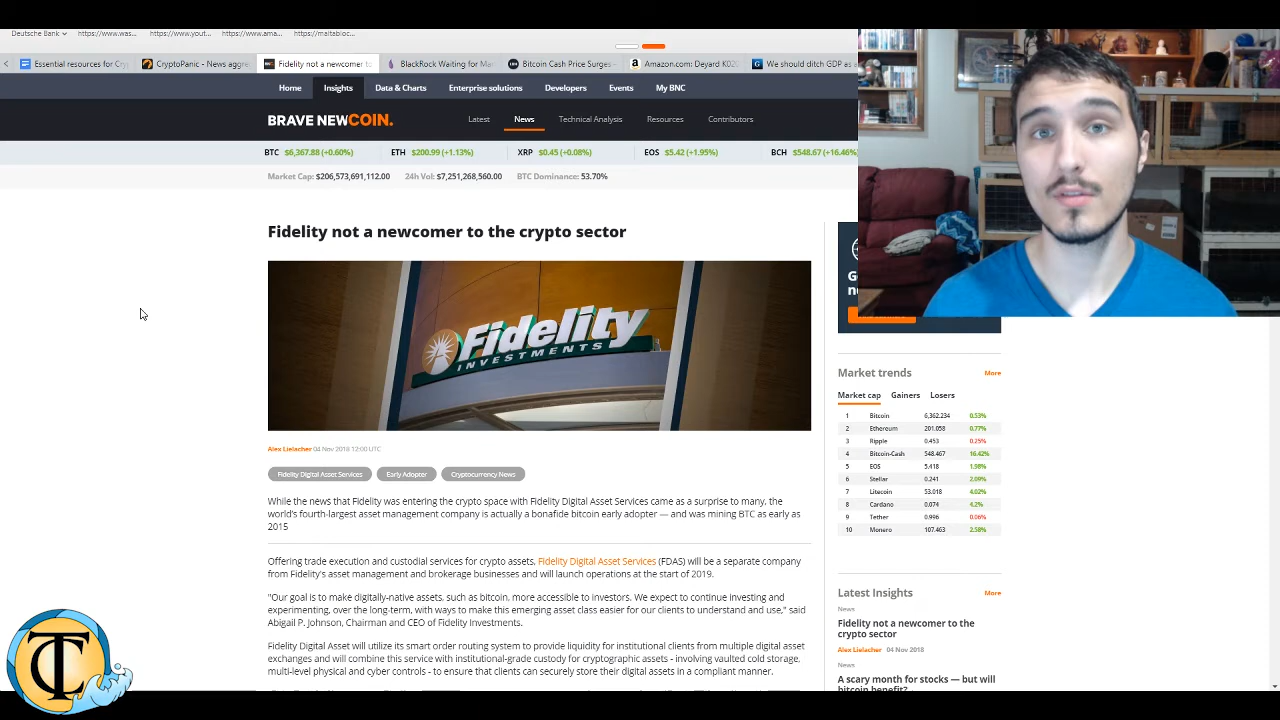 Deutsche Bank https://www.was... https://www.yout... https://www.ama... https://maltabloc...
Essential resources for Cry CryptoPanic - News aggre Fidelity not a newcomer to BlackRock Waiting for Ma Bitcoin Cash Price Surges - Amazon.com: Deyard K020 We should ditch GDP as
Home Insights Data & Charts Enterprise solutions Developers Events My BNC
BRAVE NEWCOIN. Latest News Technical Analysis Resources Contributors
BTC $6,367.88 (+0.60%) ETH $200.99 (+1.13%) XRP $0.45 (+0.08%) EOS $5.42 (+1.95%) BCH $548.67 (+16.46%)
Market Cap: $206,573,691,112.00 24h Vol: $7,251,268,560.00 BTC Dominance: 53.70%
Fidelity not a newcomer to the crypto sector
Fidelity
INVESTMENTS
Alex Lielacher 04 Nov 2018 12:00 UTC
Fidelity Digital Asset Services Early Adopter Cryptocurrency News
While the news that Fidelity was entering the crypto space with Fidelity Digital Asset Services came as a surprise to many, the
world's fourth-largest asset management company is actually a bonafide bitcoin early adopter — and was mining BTC as early as
2015
Offering trade execution and custodial services for crypto assets, Fidelity Digital Asset Services (FDAS) will be a separate company
from Fidelity's asset management and brokerage businesses and will launch operations at the start of 2019.
"Our goal is to make digitally-native assets, such as bitcoin, more accessible to investors. We expect to continue investing and
experimenting, over the long-term, with ways to make this emerging asset class easier for our clients to understand and use," said
Abigail P. Johnson, Chairman and CEO of Fidelity Investments.
Fidelity Digital Asset will utilize its smart order routing system to provide liquidity for institutional clients from multiple digital asset
exchanges and will combine this service with institutional-grade custody for cryptographic assets - involving vaulted cold storage,
multi-level physical and cyber controls - to ensure that clients can securely store their digital assets in a compliant manner.
Market trends More
Market cap Gainers Losers
1 Bitcoin 6,362.234 0.53%
2 Ethereum 201.058 0.77%
3 Ripple 0.453 0.25%
4 Bitcoin-Cash 548.467 16.42%
5 EOS 5.418 1.98%
6 Stellar 0.241 2.09%
7 Litecoin 53.018 4.02%
8 Cardano 0.074 4.2%
9 Tether 0.996 0.06%
10 Monero 107.463 2.58%
Latest Insights More
News
Fidelity not a newcomer to the
crypto sector
Alex Lielacher 04 Nov 2018
News
A scary month for stocks — but will
bitcoin benefit?
TC